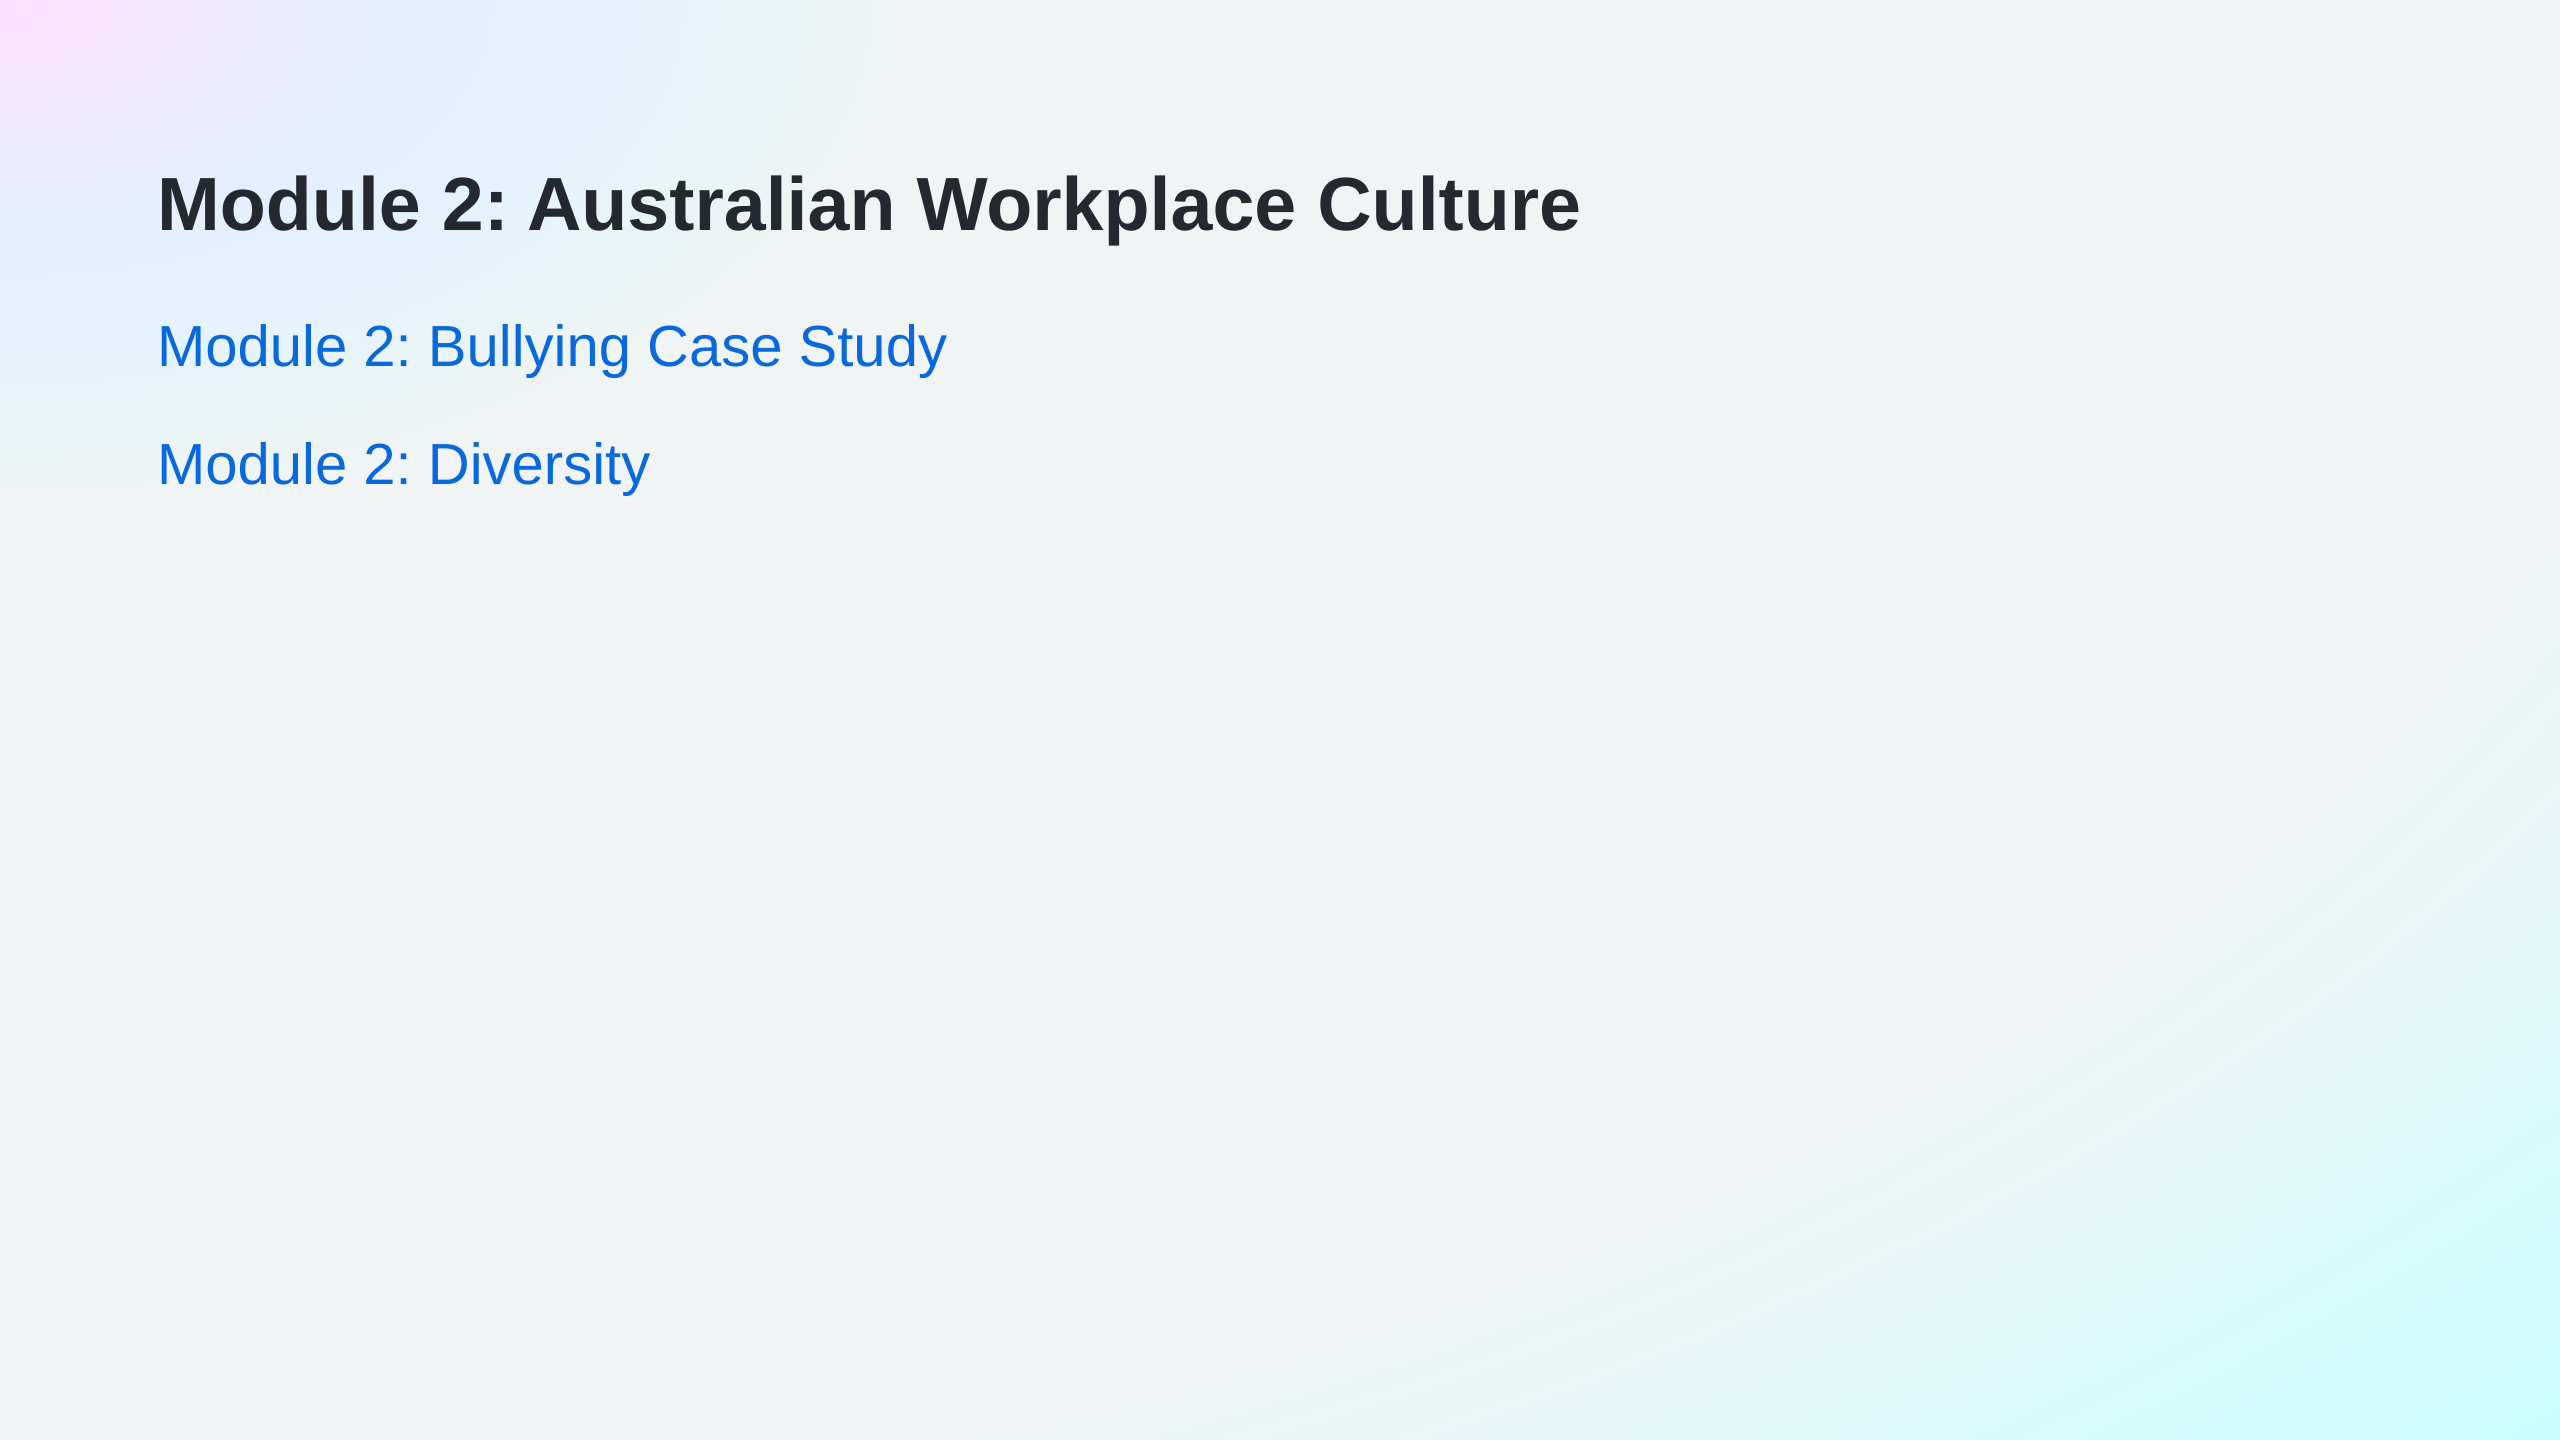 Module 2: Australian Workplace Culture
Module 2: Bullying Case Study
Module 2: Diversity